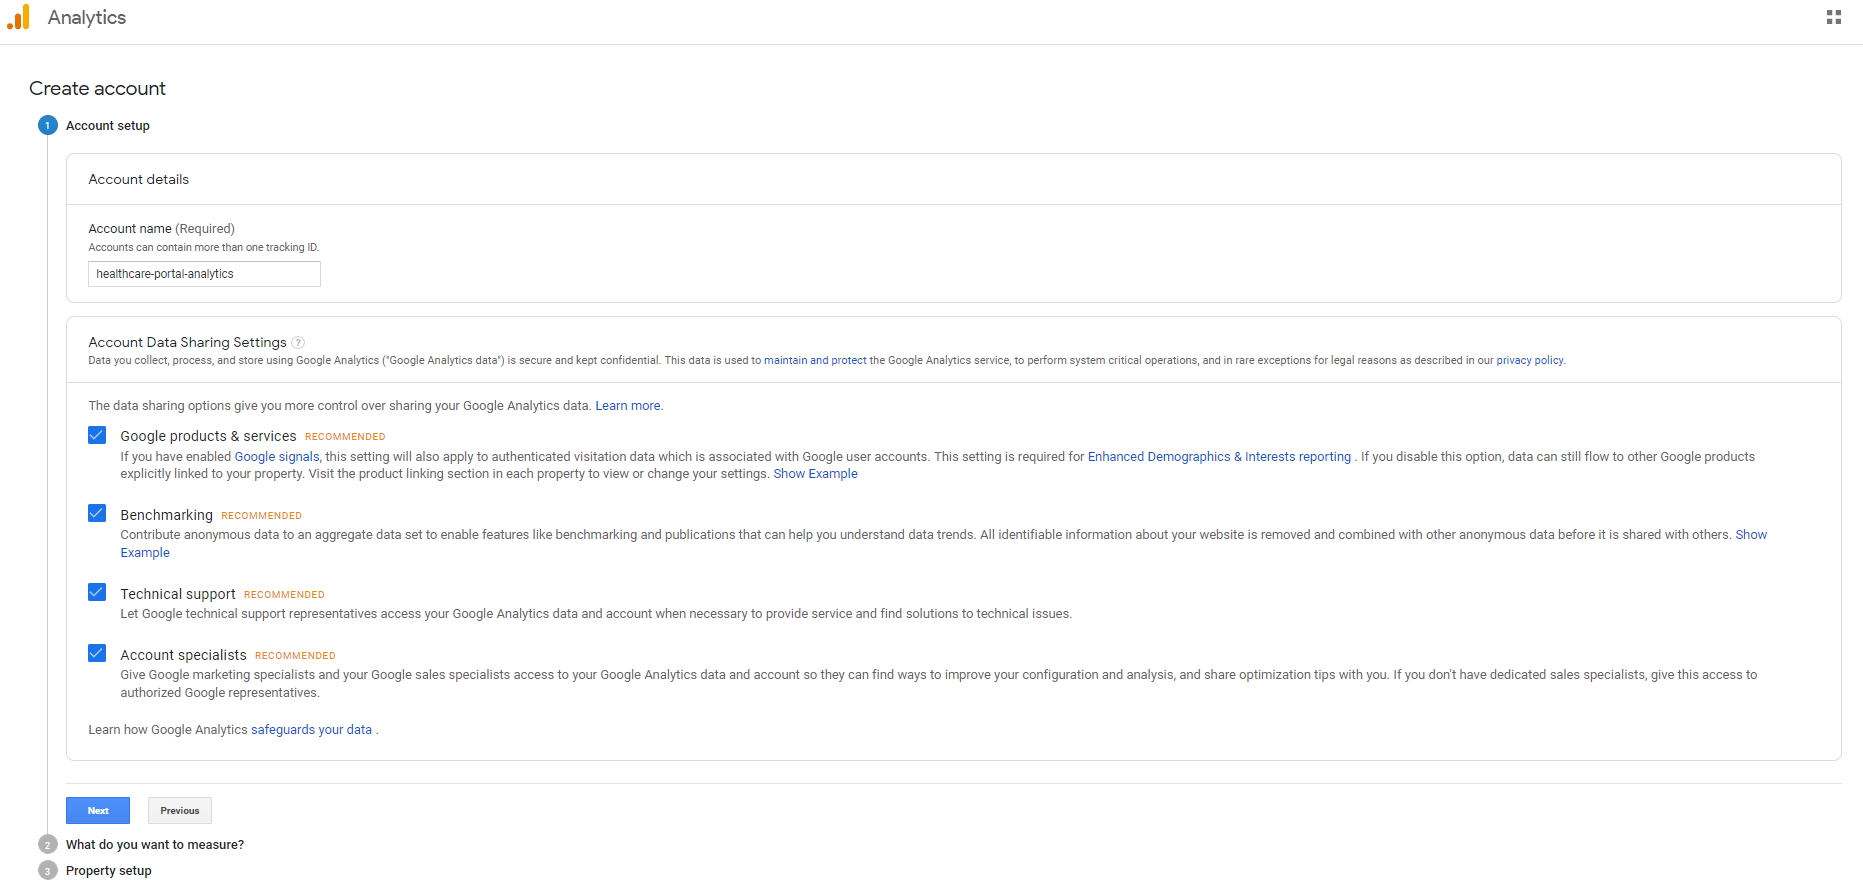 Analytics
Create account
1 Account setup
Account details
Account name (Required)
Accounts can contain more than one tracking ID.
healthcare-portal-analytics
Account Data Sharing Settings ?
Data you collect, process, and store using Google Analytics ("Google Analytics data") is secure and kept confidential. This data is used to maintain and protect the Google Analytics service, to perform system critical operations, and in rare exceptions for legal reasons as described in our privacy policy.
The data sharing options give you more control over sharing your Google Analytics data. Learn more.
Google products & services RECOMMENDED
If you have enabled Google signals, this setting will also apply to authenticated visitation data which is associated with Google user accounts. This setting is required for Enhanced Demographics & Interests reporting . If you disable this option, data can still flow to other Google products
explicitly linked to your property. Visit the product linking section in each property to view or change your settings. Show Example
Benchmarking RECOMMENDED
Contribute anonymous data to an aggregate data set to enable features like benchmarking and publications that can help you understand data trends. All identifiable information about your website is removed and combined with other anonymous data before it is shared with others. Show
Example
Technical support RECOMMENDED
Let Google technical support representatives access your Google Analytics data and account when necessary to provide service and find solutions to technical issues.
Account specialists RECOMMENDED
Give Google marketing specialists and your Google sales specialists access to your Google Analytics data and account so they can find ways to improve your configuration and analysis, and share optimization tips with you. If you don't have dedicated sales specialists, give this access to
authorized Google representatives.
Learn how Google Analytics safeguards your data .
Next Previous
2 What do you want to measure?
3 Property setup